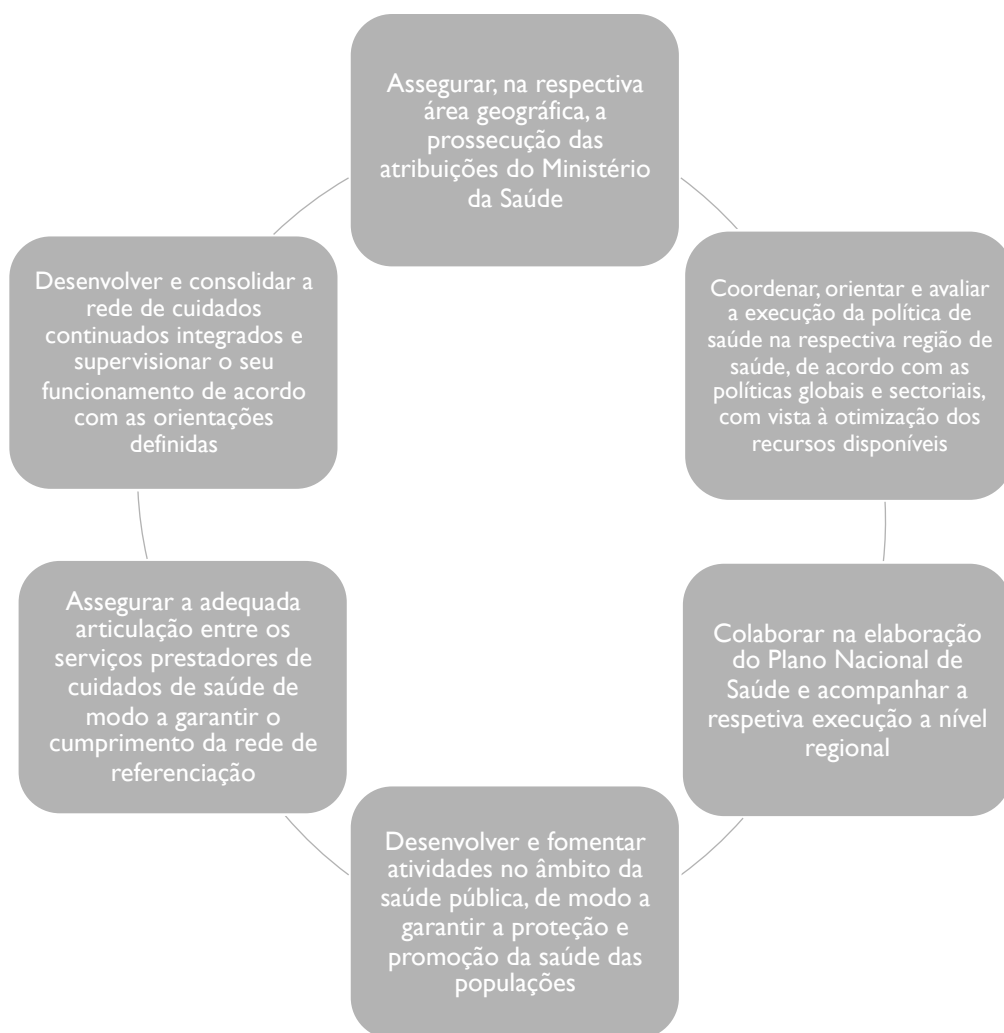 Assegurar, na respectiva
área geográfica, a
prossecução das
atribuições do Ministério
da Saúde
Coordenar, orientar e avaliar
a execução da política de
saúde na respectiva região de
saúde, de acordo com as
políticas globais e sectoriais,
com vista à otimização dos
recursos disponíveis
Colaborar na elaboração
do Plano Nacional de
Saúde e acompanhar a
respetiva execução a nível
regional
Desenvolver e fomentar
atividades no âmbito da
saúde pública, de modo a
garantir a proteção e
promoção da saúde das
populações
Assegurar a adequada
articulação entre os
serviços prestadores de
cuidados de saúde de
modo a garantir o
cumprimento da rede de
referenciação
Desenvolver e consolidar a
rede de cuidados
continuados integrados e
supervisionar o seu
funcionamento de acordo
com as orientações
definidas